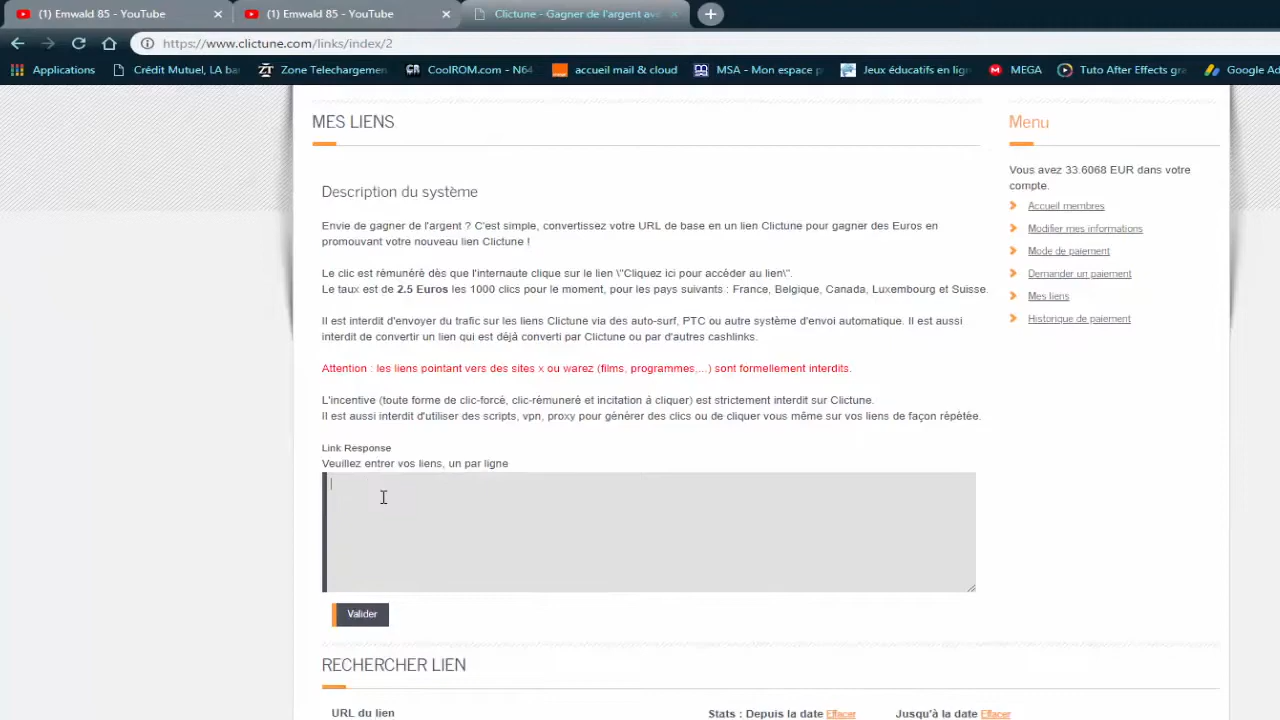 (1) Emwald 85 - YouTube
(1) Emwald 85 - YouTube
Clictune - Gagner de l'argent ave
https://www.clictune.com/links/index/2
Applications
Crédit Mutuel, LA ba
Zone Telechargemen
CoolROM.com - N64
accueil mail & cloud
MSA - Mon espace p
Jeux éducatifs en lign
MEGA
Tuto After Effects gra
Google Ad
MES LIENS
Description du système
Envie de gagner de l'argent ? C'est simple, convertissez votre URL de base en un lien Clictune pour gagner des Euros en
promouvant votre nouveau lien Clictune !
Le clic est rémunéré dès que l'internaute clique sur le lien \"Cliquez ici pour accéder au lien\".
Le taux est de 2.5 Euros les 1000 clics pour le moment, pour les pays suivants : France, Belgique, Canada, Luxembourg et Suisse.
Il est interdit d'envoyer du trafic sur les liens Clictune via des auto-surf, PTC ou autre système d'envoi automatique. Il est aussi
interdit de convertir un lien qui est déjà converti par Clictune ou par d'autres cashlinks.
Attention : les liens pointant vers des sites x ou warez (films, programmes,...) sont formellement interdits.
L'incentive (toute forme de clic-forcé, clic-rémuneré et incitation à cliquer) est strictement interdit sur Clictune.
Il est aussi interdit d'utiliser des scripts, vpn, proxy pour générer des clics ou de cliquer vous même sur vos liens de façon répétée.
Link Response
Veuillez entrer vos liens, un par ligne
Valider
RECHERCHER LIEN
URL du lien
Stats : Depuis la date Effacer
Jusqu'à la date Effacer
Menu
Vous avez 33.6068 EUR dans votre
compte.
Accueil membres
Modifier mes informations
Mode de paiement
Demander un paiement
Mes liens
Historique de paiement